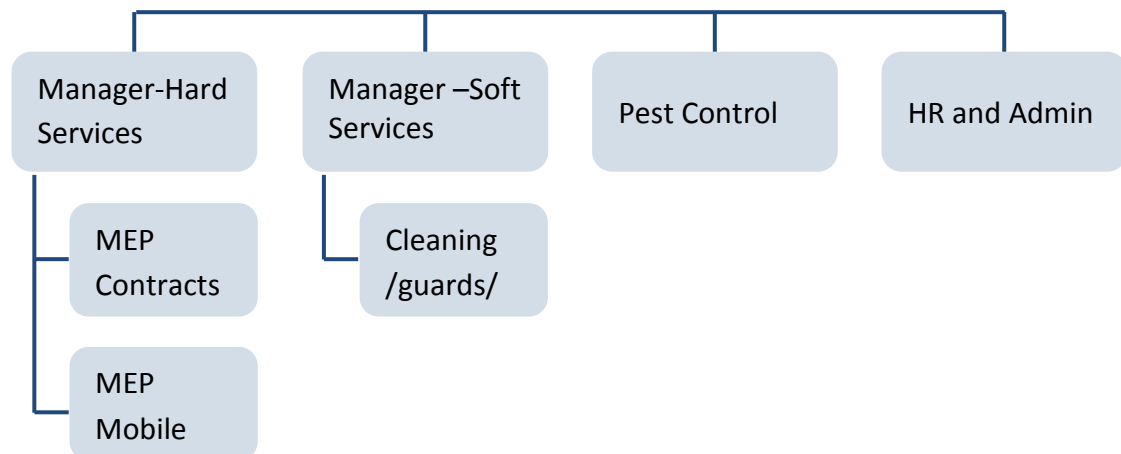 Manager-Hard
Services
Manager –Soft
Services
Pest Control
HR and Admin
MEP
Contracts
Cleaning
/guards/
MEP
Mobile